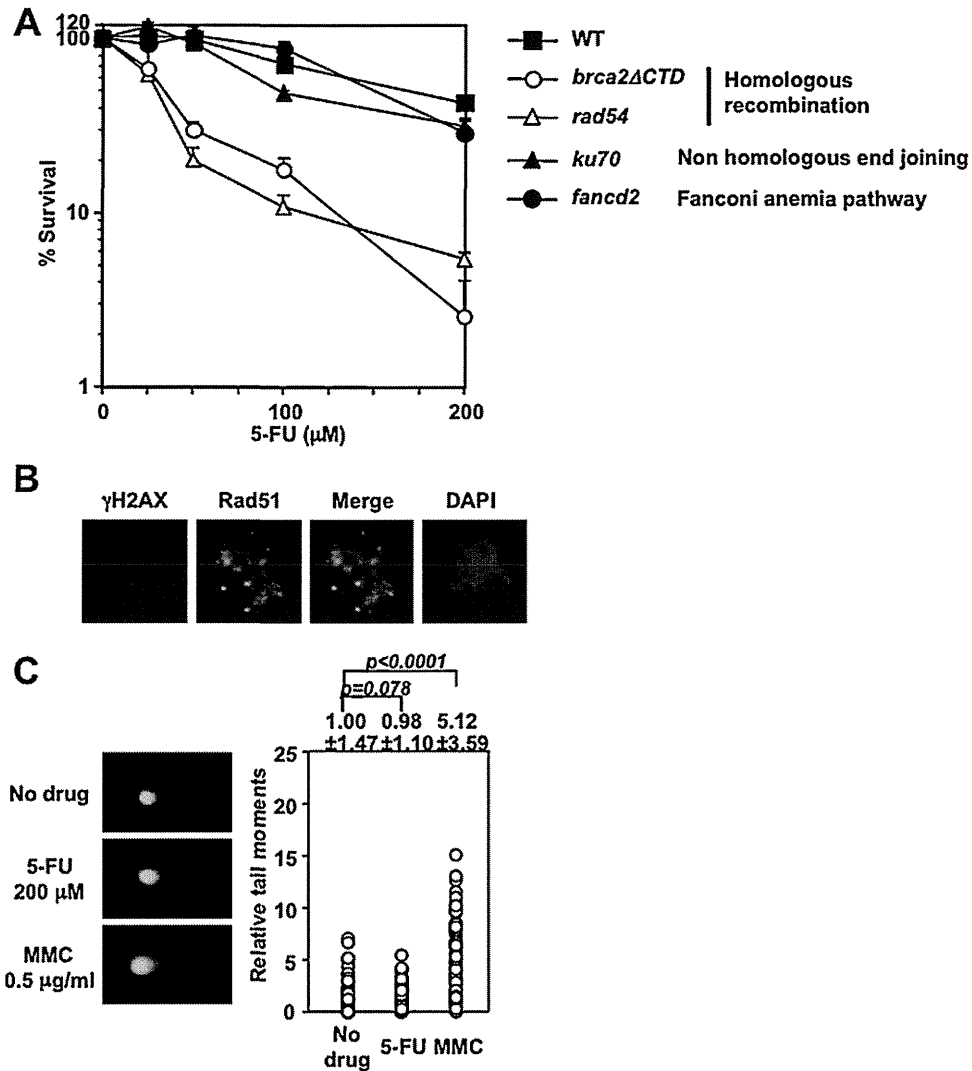 A
120
100
10
1
% Survival
0
100
200
5-FU (μM)
WT
brca2ΔCTD
rad54
Homologous
recombination
ku70 Non homologous end joining
fancd2 Fanconi anemia pathway
B
γH2AX Rad51 Merge DAPI
C
No drug
5-FU
200 μM
MMC
0.5 μg/ml
p<0.0001
p=0.078
1.00 0.98 5.12
±1.47 ±1.10 ±3.59
25
20
15
10
5
0
Relative tail moments
No
drug
5-FU MMC